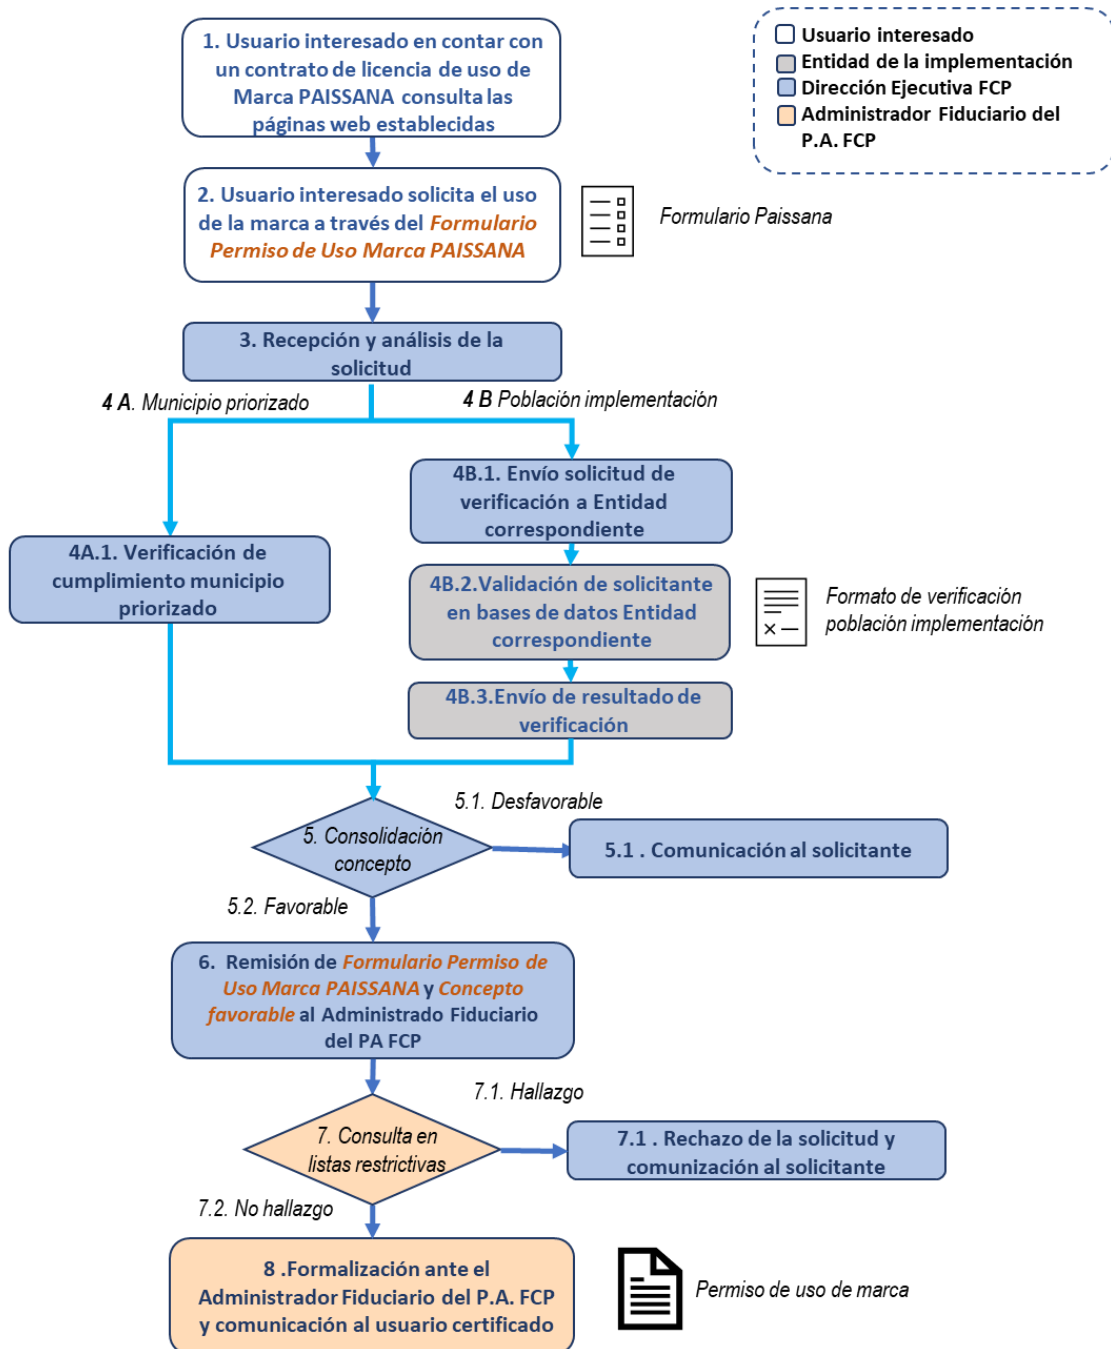 1. Usuario interesado en contar con
un contrato de licencia de uso de
Marca PAISSANA consulta las
páginas web establecidas
Usuario interesado
Entidad de la implementación
Dirección Ejecutiva FCP
Administrador Fiduciario del
P.A. FCP
2. Usuario interesado solicita el uso
de la marca a través del Formulario
Permiso de Uso Marca PAISSANA
Formulario Paissana
3. Recepción y análisis de la
solicitud
4 A. Municipio priorizado
4 B Población implementación
4B.1. Envío solicitud de
verificación a Entidad
correspondiente
4A.1. Verificación de
cumplimiento municipio
priorizado
4B.2.Validación de solicitante
en bases de datos Entidad
correspondiente
Formato de verificación
población implementación
4B.3.Envío de resultado de
verificación
5. Consolidación
concepto
5.1. Desfavorable
5.1 . Comunicación al solicitante
5.2. Favorable
6. Remisión de Formulario Permiso de
Uso Marca PAISSANA y Concepto
favorable al Administrado Fiduciario
del PA FCP
7.1. Hallazgo
7. Consulta en
listas restrictivas
7.1 . Rechazo de la solicitud y
comunización al solicitante
7.2. No hallazgo
8 .Formalización ante el
Administrador Fiduciario del P.A. FCP
y comunicación al usuario certificado
Permiso de uso de marca